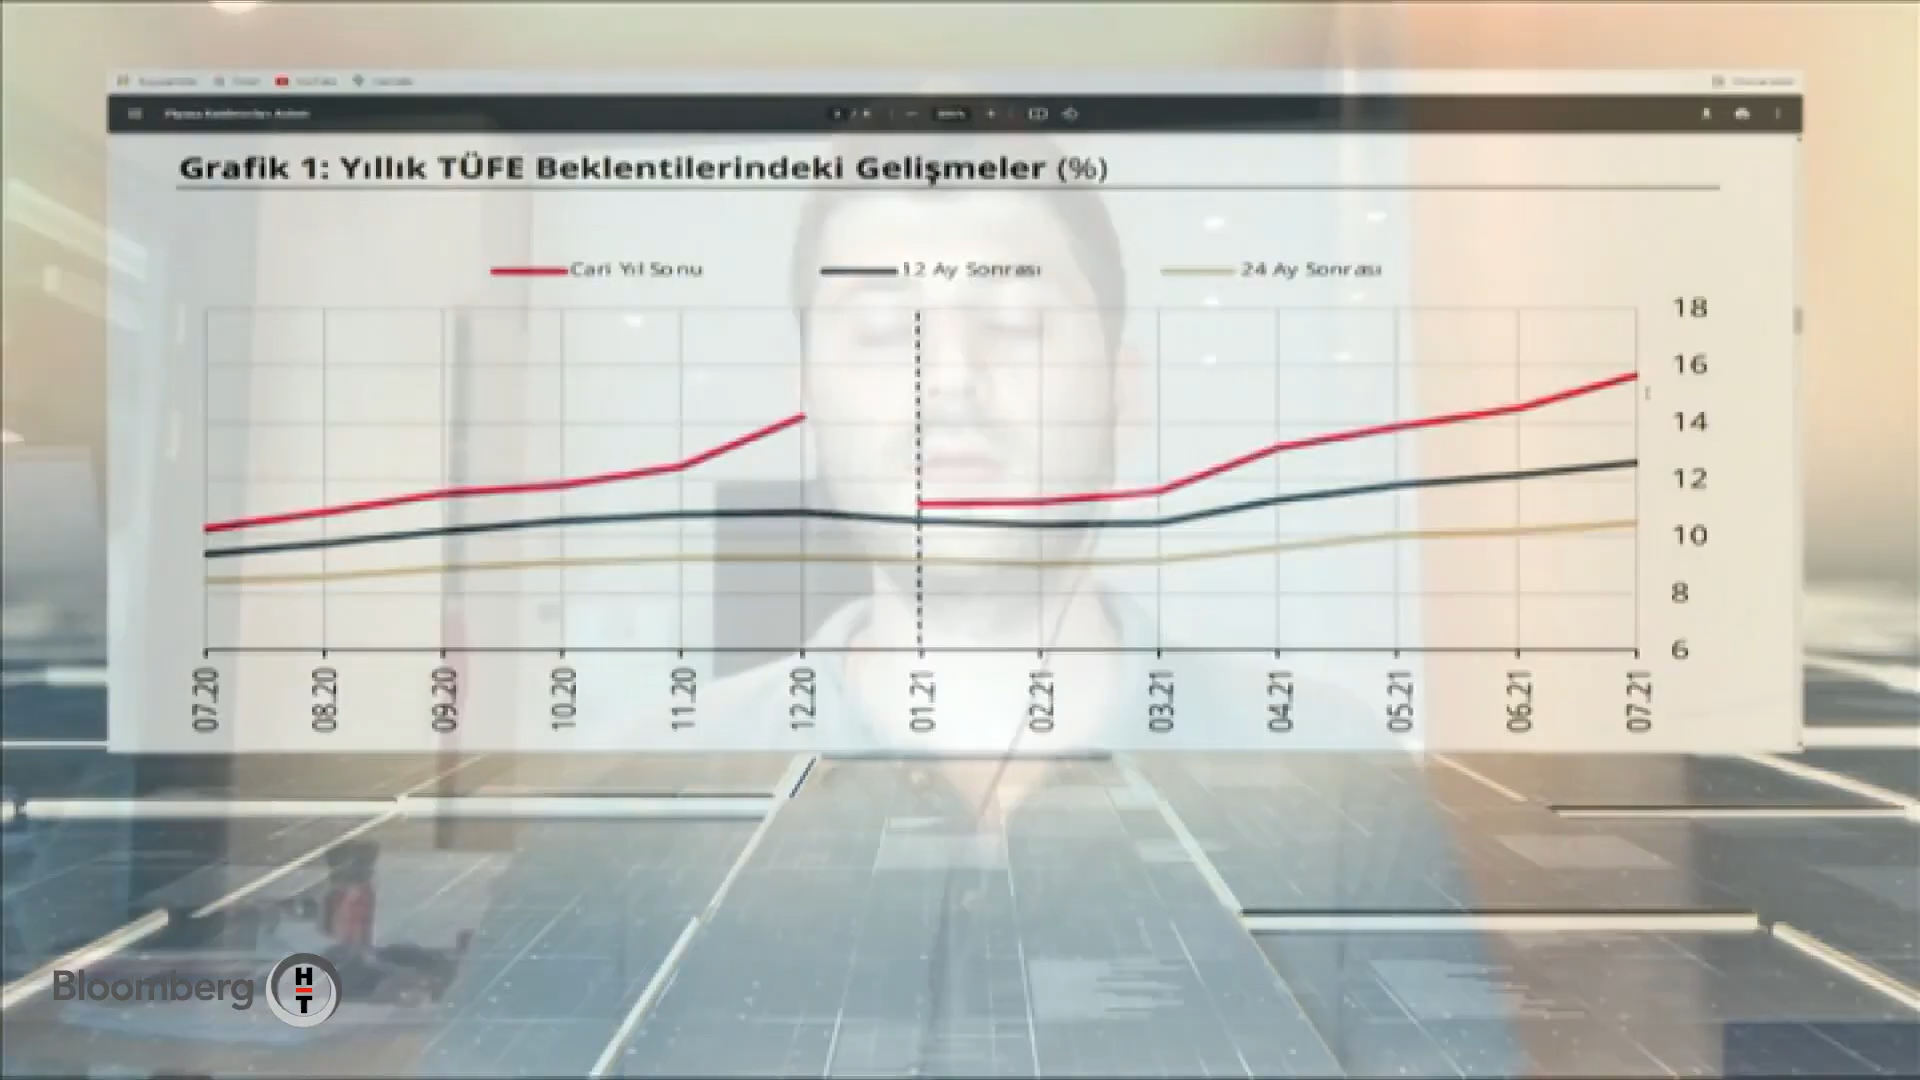 Grafik 1: Yıllık TÜFE Beklentilerindeki Gelişmeler (%)
Cari Yıl Sonu 12 Ay Sonrası 24 Ay Sonrası
18
16
14
12
10
8
6
07.20 08.20 09.20 10.20 11.20 12.20 01.21 02.21 03.21 04.21 05.21 06.21 07.21
Bloomberg HT